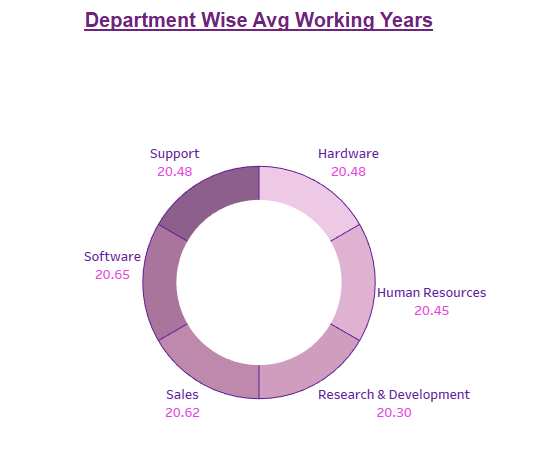 Department Wise Avg Working Years
Support
20.48
Hardware
20.48
Software
20.65
Human Resources
20.45
Sales
20.62
Research & Development
20.30